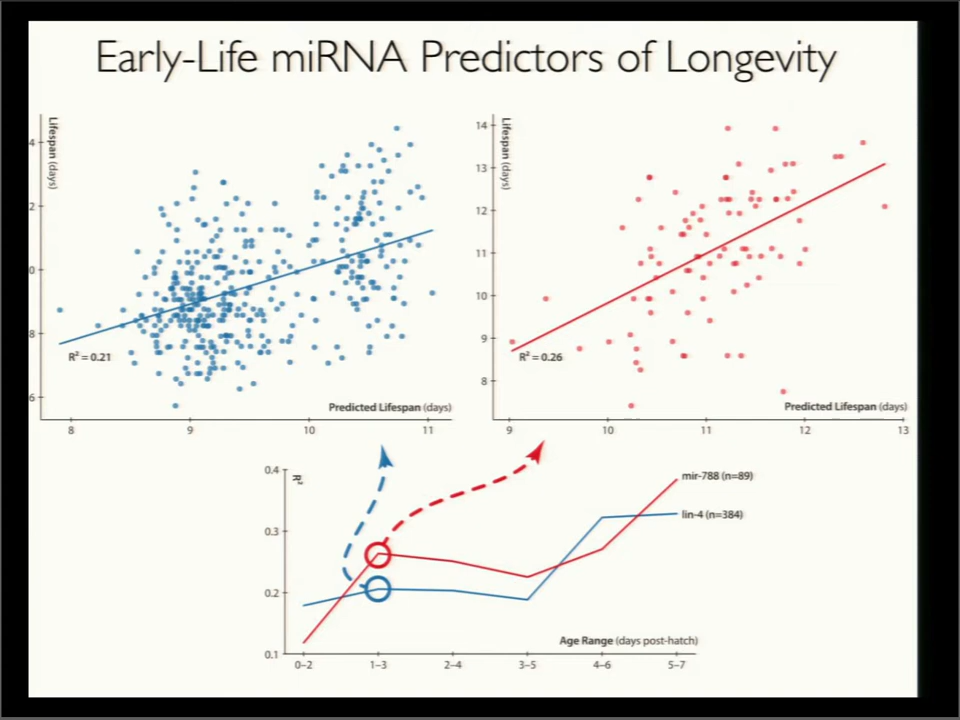 Early-Life miRNA Predictors of Longevity
Lifespan (days)
4
2
0
8
6
R² = 0.21
Predicted Lifespan (days)
8 9 10 11
Lifespan (days)
14
13
12
11
10
9
8
R² = 0.26
Predicted Lifespan (days)
9 10 11 12 13
R²
0.4
0.3
0.2
0.1
mir-788 (n=89)
lin-4 (n=384)
Age Range (days post-hatch)
0–2 1–3 2–4 3–5 4–6 5–7